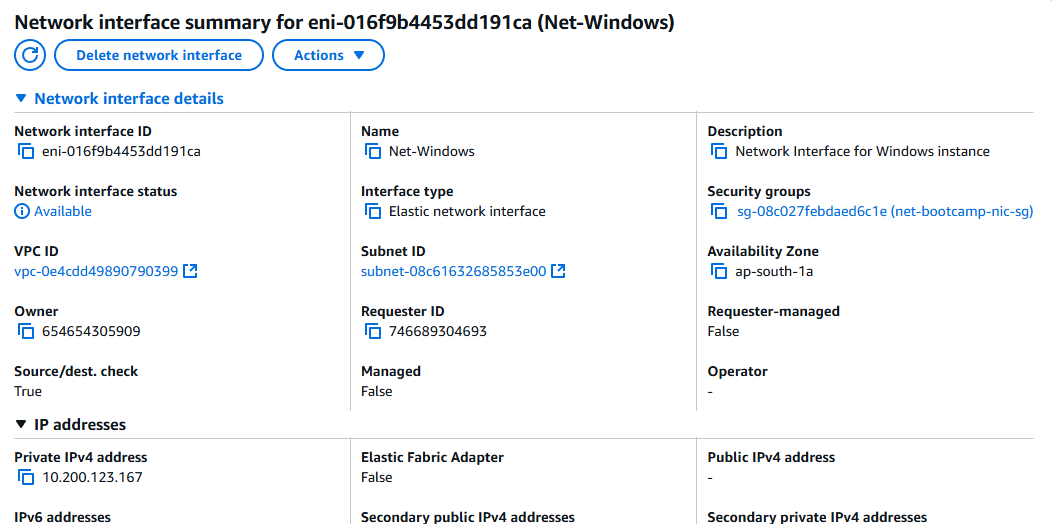 Network interface summary for eni-016f9b4453dd191ca (Net-Windows)
Delete network interface
Actions
Network interface details
Network interface ID
eni-016f9b4453dd191ca
Name
Net-Windows
Description
Network Interface for Windows instance
Network interface status
Available
Interface type
Elastic network interface
Security groups
sg-08c027febdaed6c1e (net-bootcamp-nic-sg)
VPC ID
vpc-0e4cdd49890790399
Subnet ID
subnet-08c61632685853e00
Availability Zone
ap-south-1a
Owner
654654305909
Requester ID
746689304693
Requester-managed
False
Source/dest. check
True
Managed
False
Operator
-
IP addresses
Private IPv4 address
10.200.123.167
Elastic Fabric Adapter
False
Public IPv4 address
-
IPv6 addresses
Secondary public IPv4 addresses
Secondary private IPv4 addresses